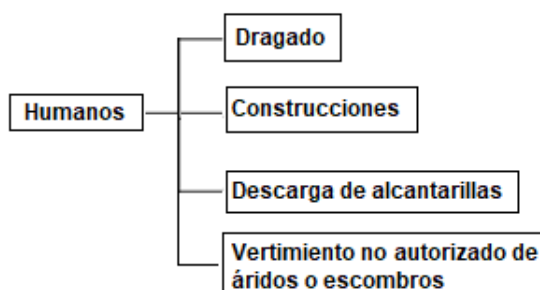 Dragado
Humanos
Construcciones
Descarga de alcantarillas
Vertimiento no autorizado de
áridos o escombros